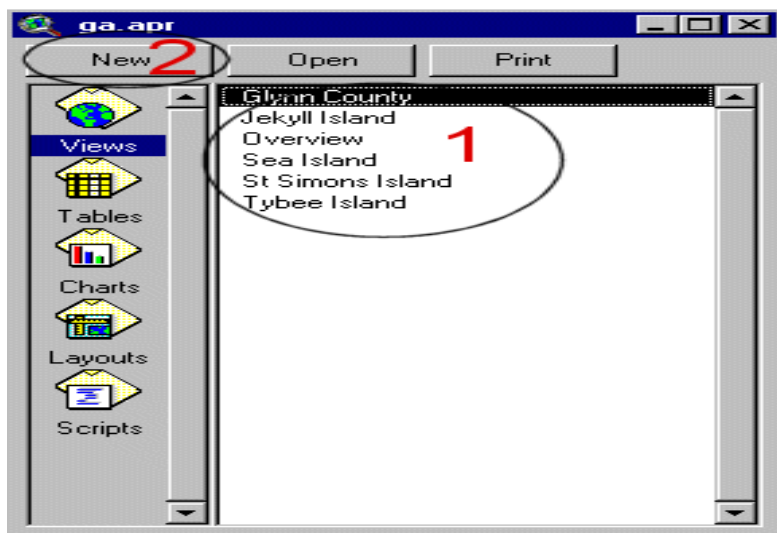 ga.apr
New 2 Open Print
Views
Tables
Charts
Layouts
Scripts
Glynn County
Jekyll Island
Overview
1
Sea Island
St Simons Island
Tybee Island